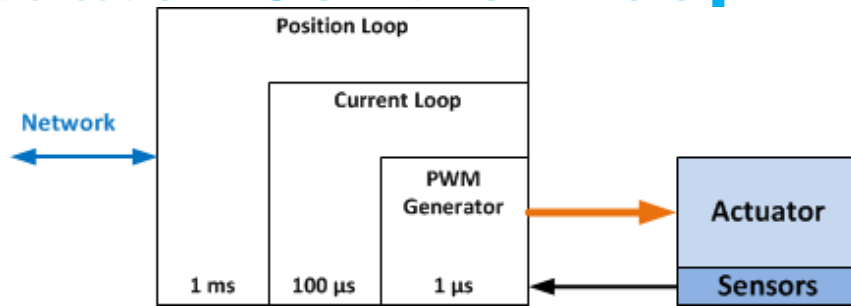 Position Loop
Current Loop
Network
PWM
Generator
Actuator
1 ms
100 µs
1 µs
Sensors